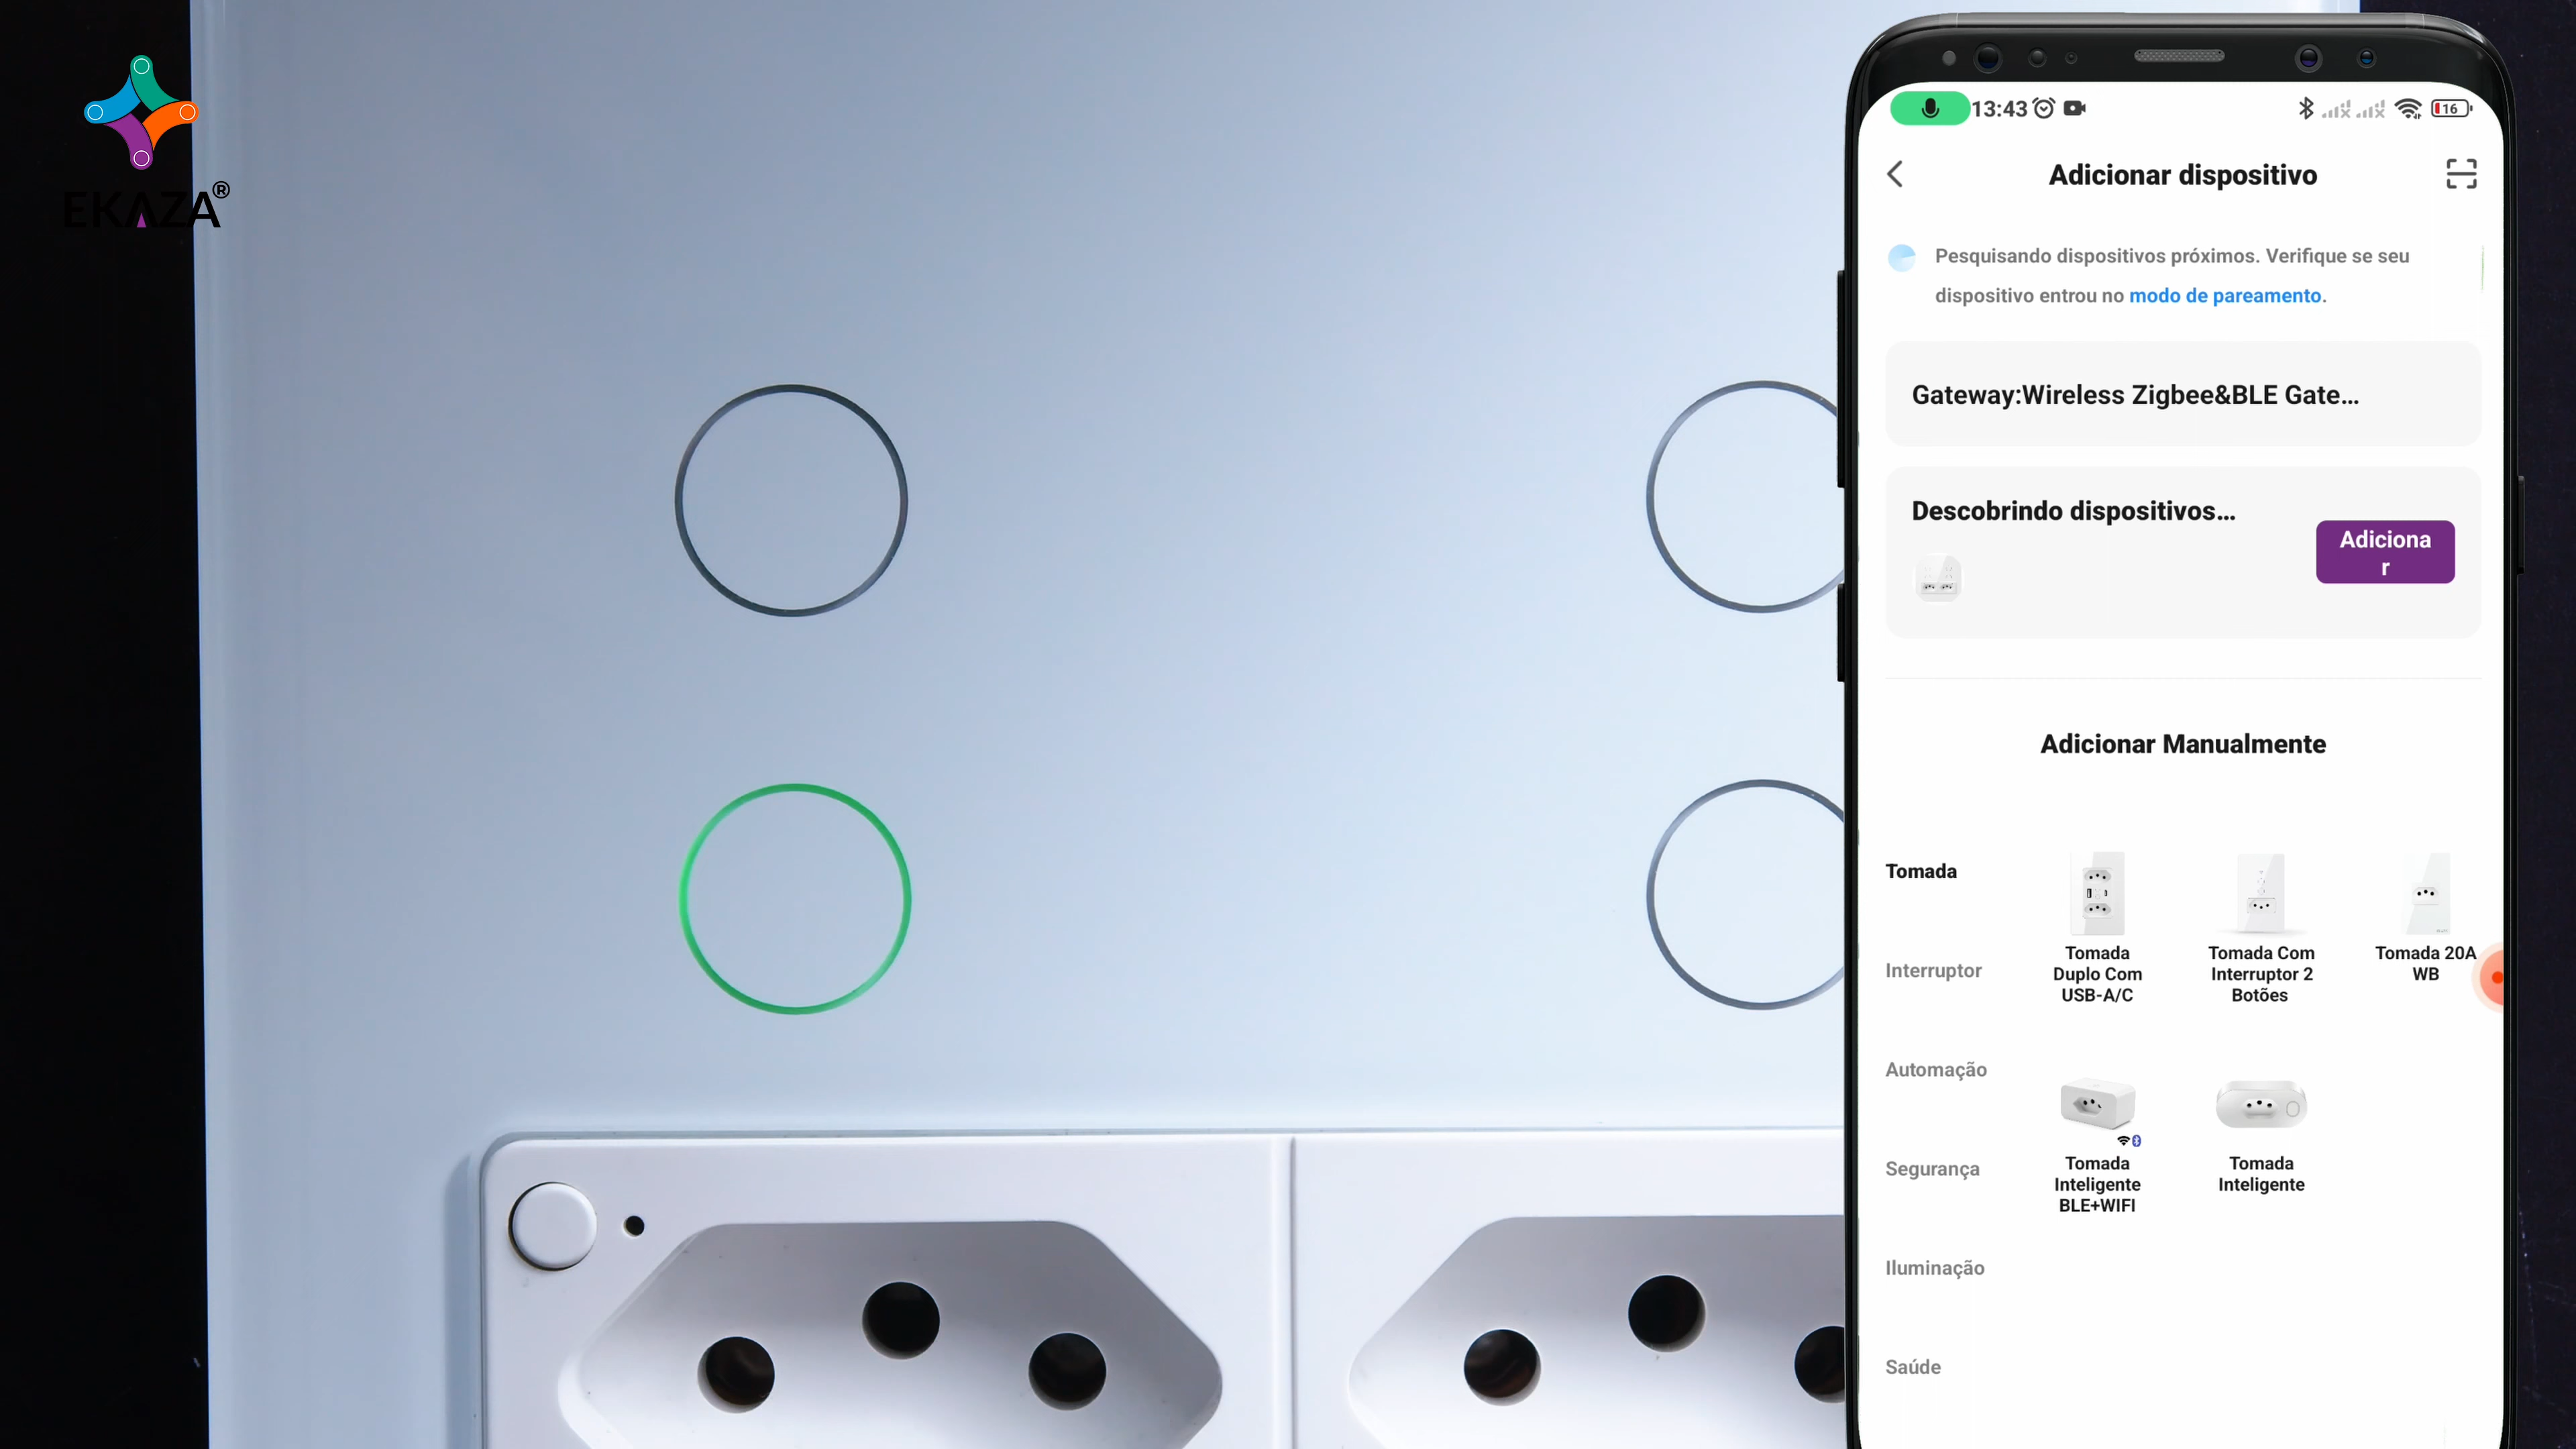 EKAZA®
13:43
16
Adicionar dispositivo
Pesquisando dispositivos próximos. Verifique se seu
dispositivo entrou no modo de pareamento.
Gateway:Wireless Zigbee&BLE Gate...
Descobrindo dispositivos...
Adiciona
r
Adicionar Manualmente
Tomada
Interruptor
Automação
Segurança
Iluminação
Saúde
Tomada
Duplo Com
USB-A/C
Tomada Com
Interruptor 2
Botões
Tomada 20A
WB
Tomada
Inteligente
BLE+WIFI
Tomada
Inteligente